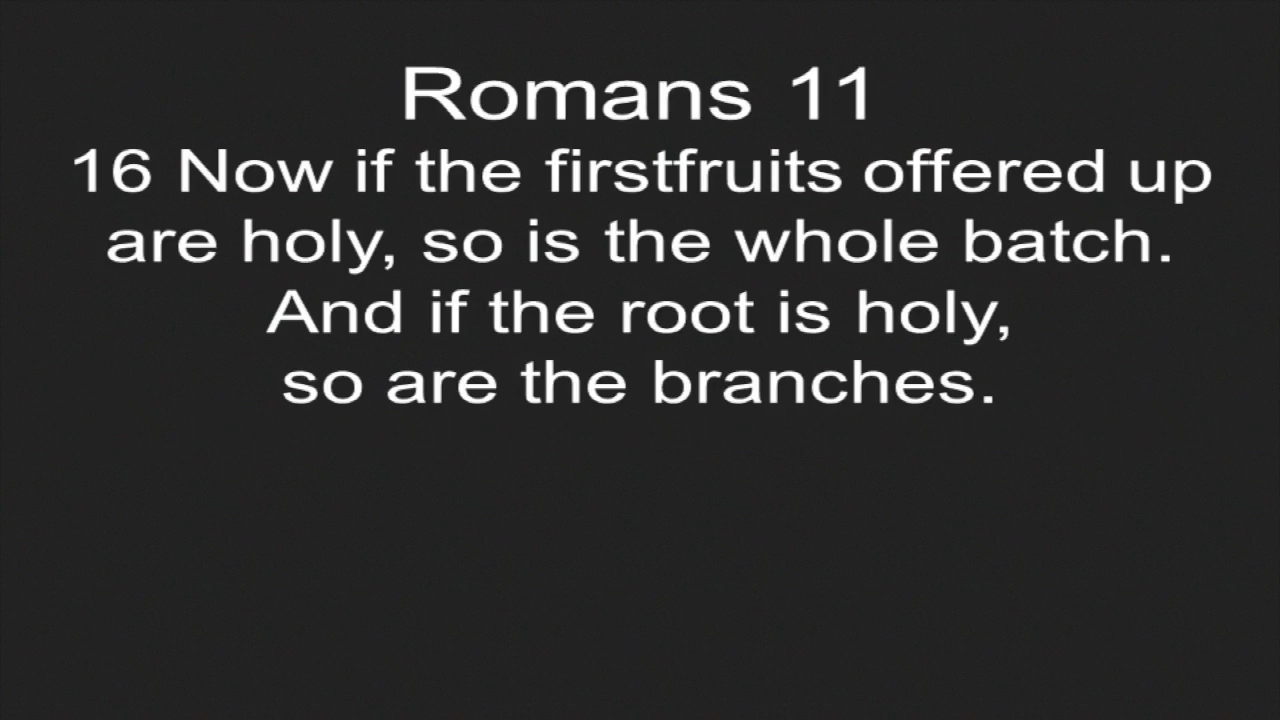 Romans 11
16 Now if the firstfruits offered up
are holy, so is the whole batch.
And if the root is holy,
so are the branches.